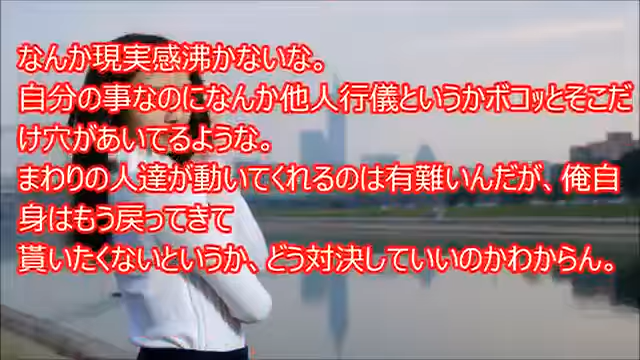 なんか現実感沸かないな。
自分の事なのになんか他人行儀というかボコッとそこだ
け穴があいてるような。
まわりの人達が動いてくれるのは有難いんだが、俺自
身はもう戻ってきて
貰いたくないというか、どう対決していいのかわからん。